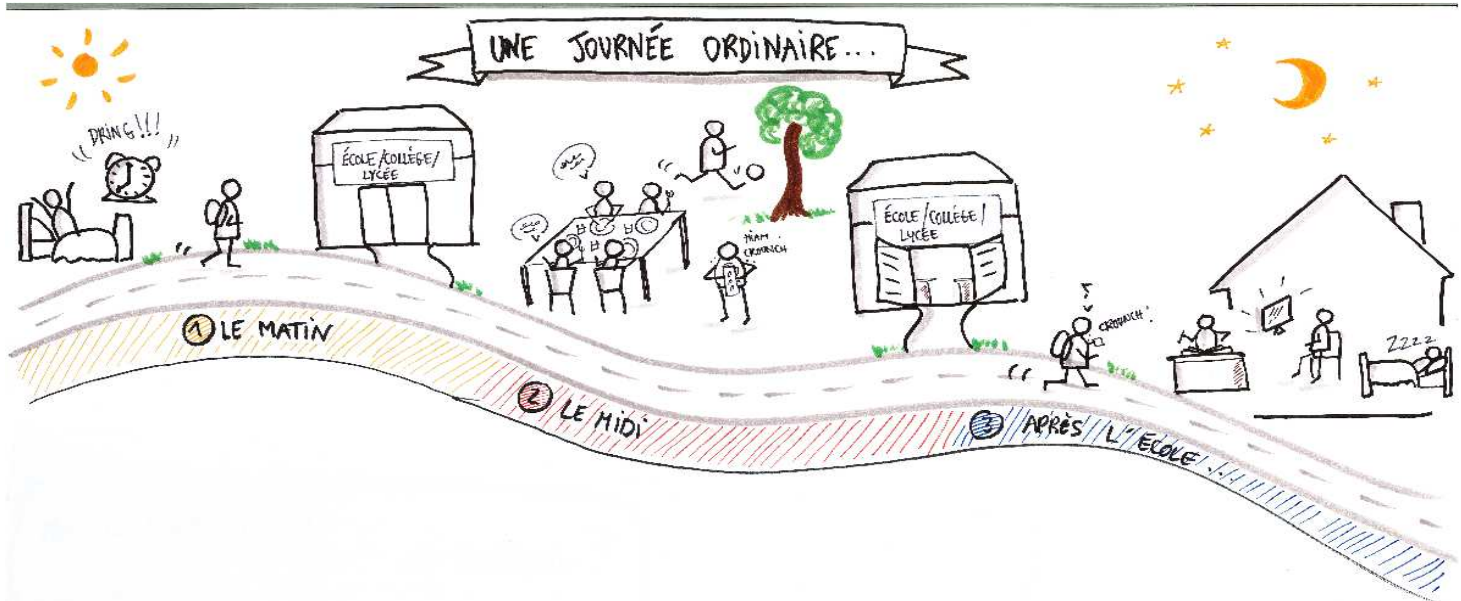 UNE JOURNÉE ORDINAIRE...
DRING!!!
ÉCOLE/COLLÈGE/
LYCÉE
MIAM
CROUNCH
ÉCOLE/COLLÈGE/
LYCÉE
CROUNCH!
ZZZZ
1 LE MATIN
2 LE MIDI
3 APRÈS L'ECOLE...